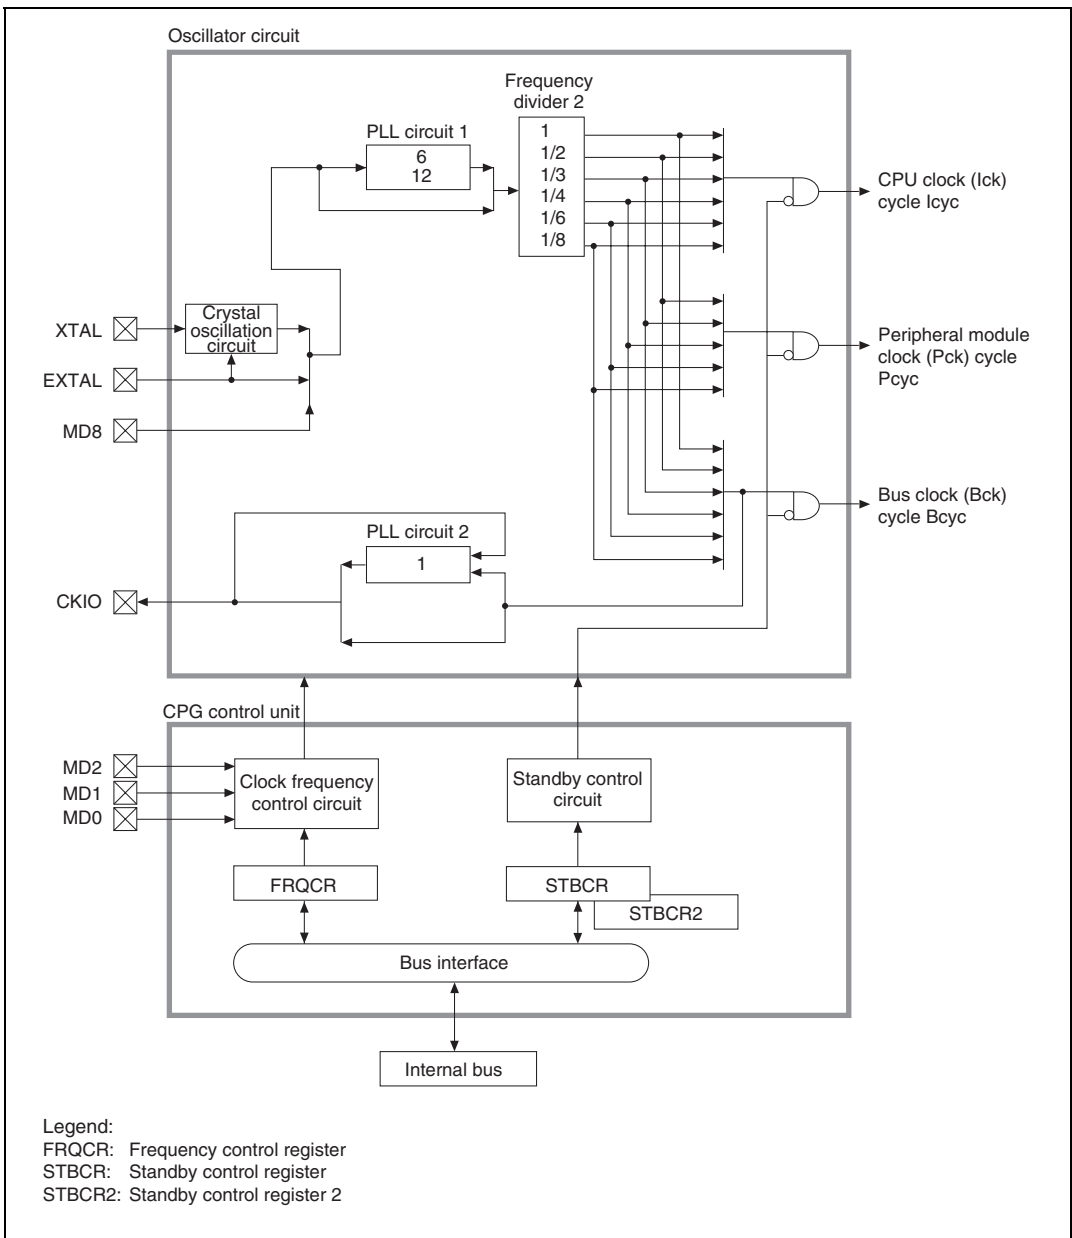 Oscillator circuit
Frequency
divider 2
PLL circuit 1
6
12
1
1/2
1/3
1/4
1/6
1/8
CPU clock (Ick)
cycle Icyc
XTAL
Crystal
oscillation
circuit
EXTAL
MD8
Peripheral module
clock (Pck) cycle
Pcyc
Bus clock (Bck)
cycle Bcyc
PLL circuit 2
1
CKIO
CPG control unit
MD2
MD1
MD0
Clock frequency
control circuit
Standby control
circuit
FRQCR
STBCR
STBCR2
Bus interface
Internal bus
Legend:
FRQCR: Frequency control register
STBCR: Standby control register
STBCR2: Standby control register 2